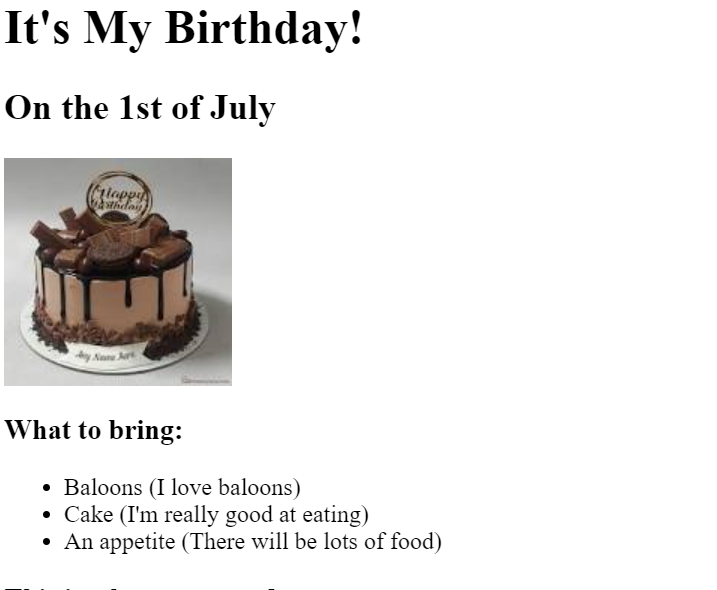 It's My Birthday!
On the 1st of July
Happy
Birthday
Any Name Here
What to bring:
Baloons (I love baloons)
Cake (I'm really good at eating)
An appetite (There will be lots of food)